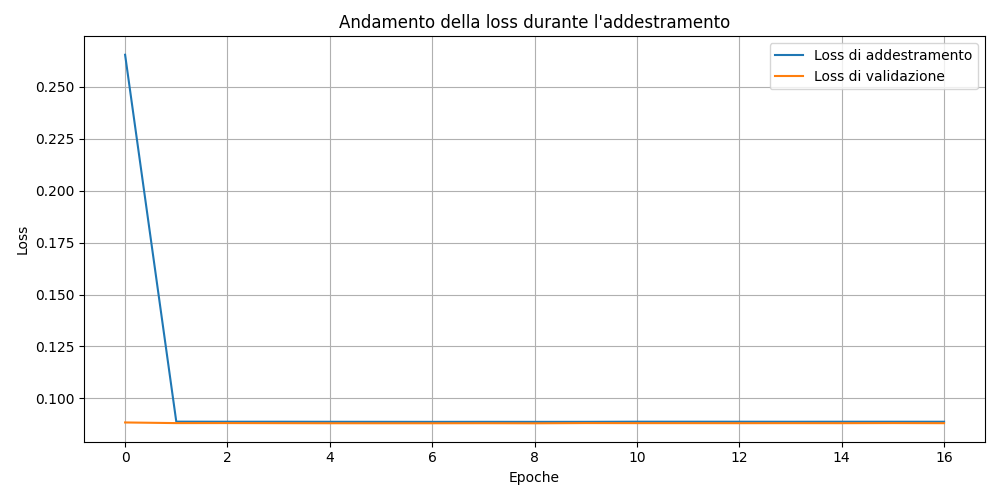 Andamento della loss durante l'addestramento
Loss di addestramento
Loss di validazione
0.250
0.225
0.200
0.175
0.150
0.125
0.100
Loss
0 2 4 6 8 10 12 14 16
Epoche